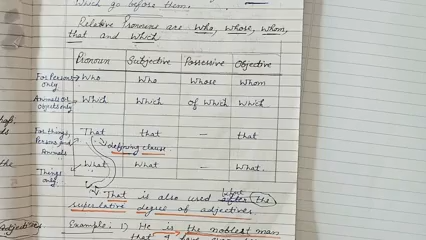 which go before them.
Relative Pronouns are who, whose, whom,
that and which
Pronoun Subjective Possessive Objective
For Person only Who Who Whose Whom
Animals or objects only Which Which of Which Which
For things, Persons and Animals That that — that
defining clause
Things only What What — What.
That is also used after the
superlative degree of adjectives.
Example: 1) He is the noblest man